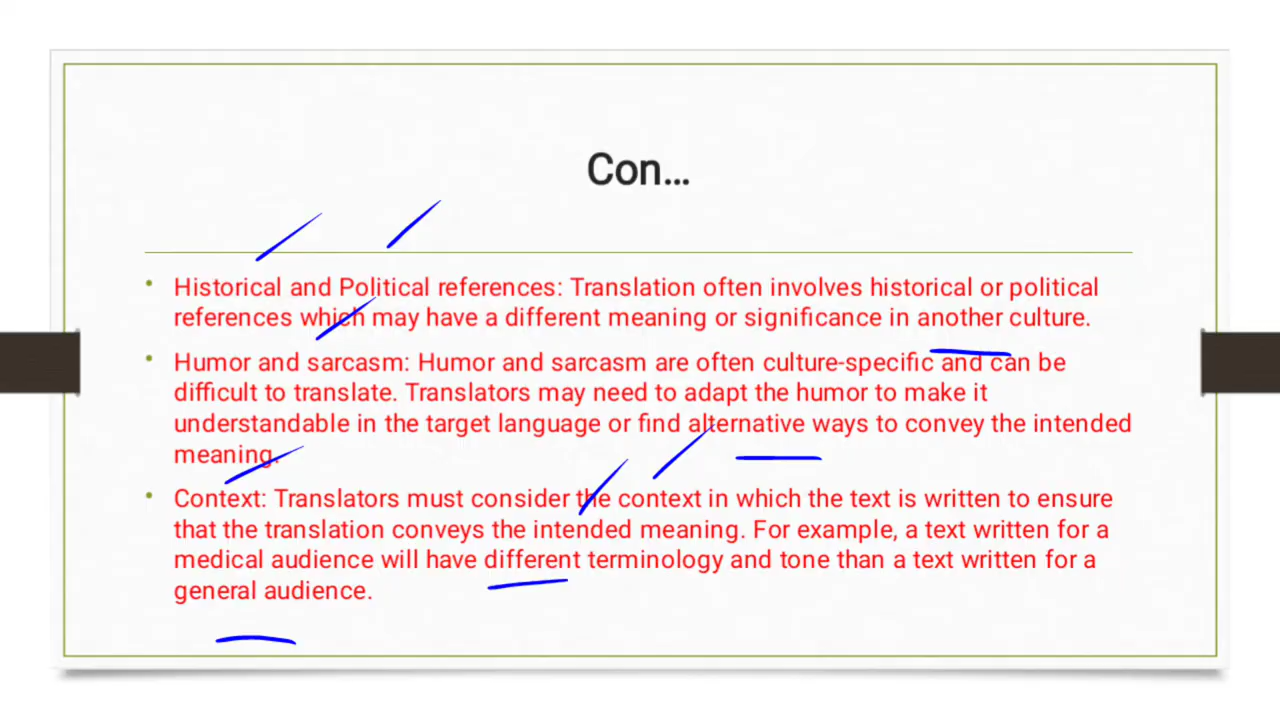 Con...
• Historical and Political references: Translation often involves historical or political
references which may have a different meaning or significance in another culture.
• Humor and sarcasm: Humor and sarcasm are often culture-specific and can be
difficult to translate. Translators may need to adapt the humor to make it
understandable in the target language or find alternative ways to convey the intended
meaning.
• Context: Translators must consider the context in which the text is written to ensure
that the translation conveys the intended meaning. For example, a text written for a
medical audience will have different terminology and tone than a text written for a
general audience.